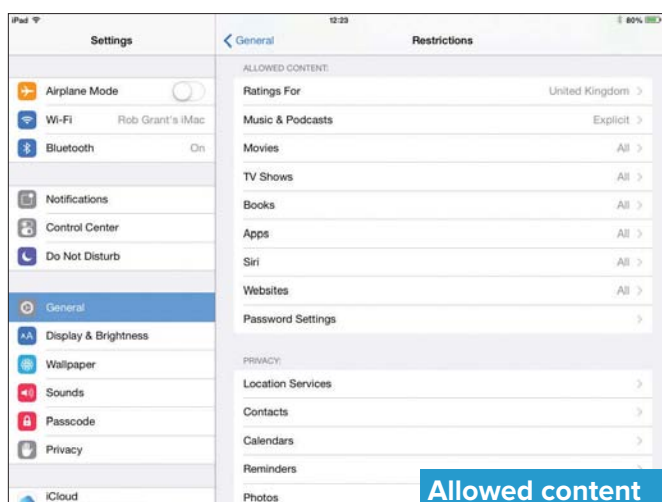 iPad 12:23 80%
Settings
General Restrictions
Airplane Mode
Wi-Fi Rob Grant's iMac
Bluetooth On
Notifications
Control Center
Do Not Disturb
General
Display & Brightness
Wallpaper
Sounds
Passcode
Privacy
iCloud
ALLOWED CONTENT:
Ratings For United Kingdom
Music & Podcasts Explicit
Movies All
TV Shows All
Books All
Apps All
Siri All
Websites All
Password Settings
PRIVACY:
Location Services
Contacts
Calendars
Reminders
Photos
Allowed content